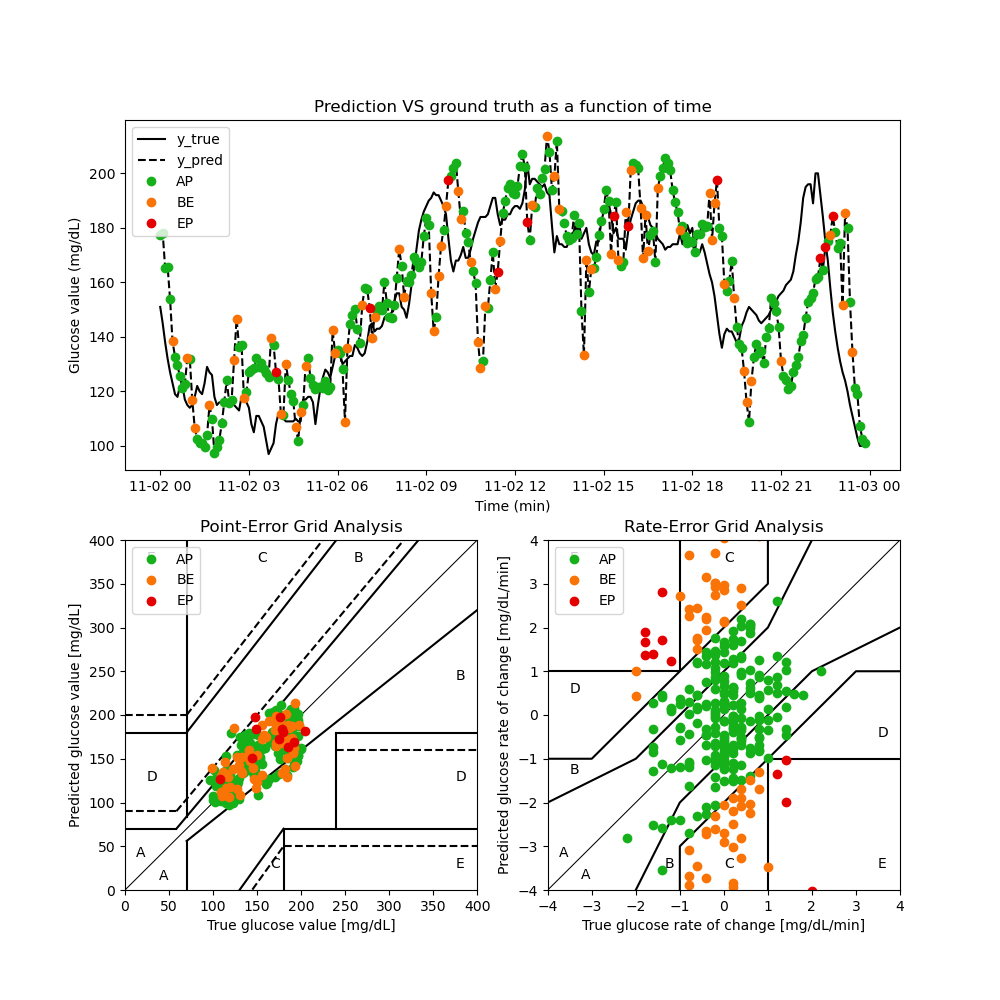 Prediction VS ground truth as a function of time
Glucose value (mg/dL)
200
180
160
140
120
100
y_true
y_pred
AP
BE
EP
11-02 00 11-02 03 11-02 06 11-02 09 11-02 12 11-02 15 11-02 18 11-02 21 11-03 00
Time (min)
Point-Error Grid Analysis
Predicted glucose value [mg/dL]
400
350
300
250
200
150
100
50
0
AP
BE
EP
C B
B
D D
A
A
C E
0 50 100 150 200 250 300 350 400
True glucose value [mg/dL]
Rate-Error Grid Analysis
Predicted glucose rate of change [mg/dL/min]
4
3
2
1
0
−1
−2
−3
−4
AP
BE
EP
C
D
D
B
A
A
B C E
−4 −3 −2 −1 0 1 2 3 4
True glucose rate of change [mg/dL/min]